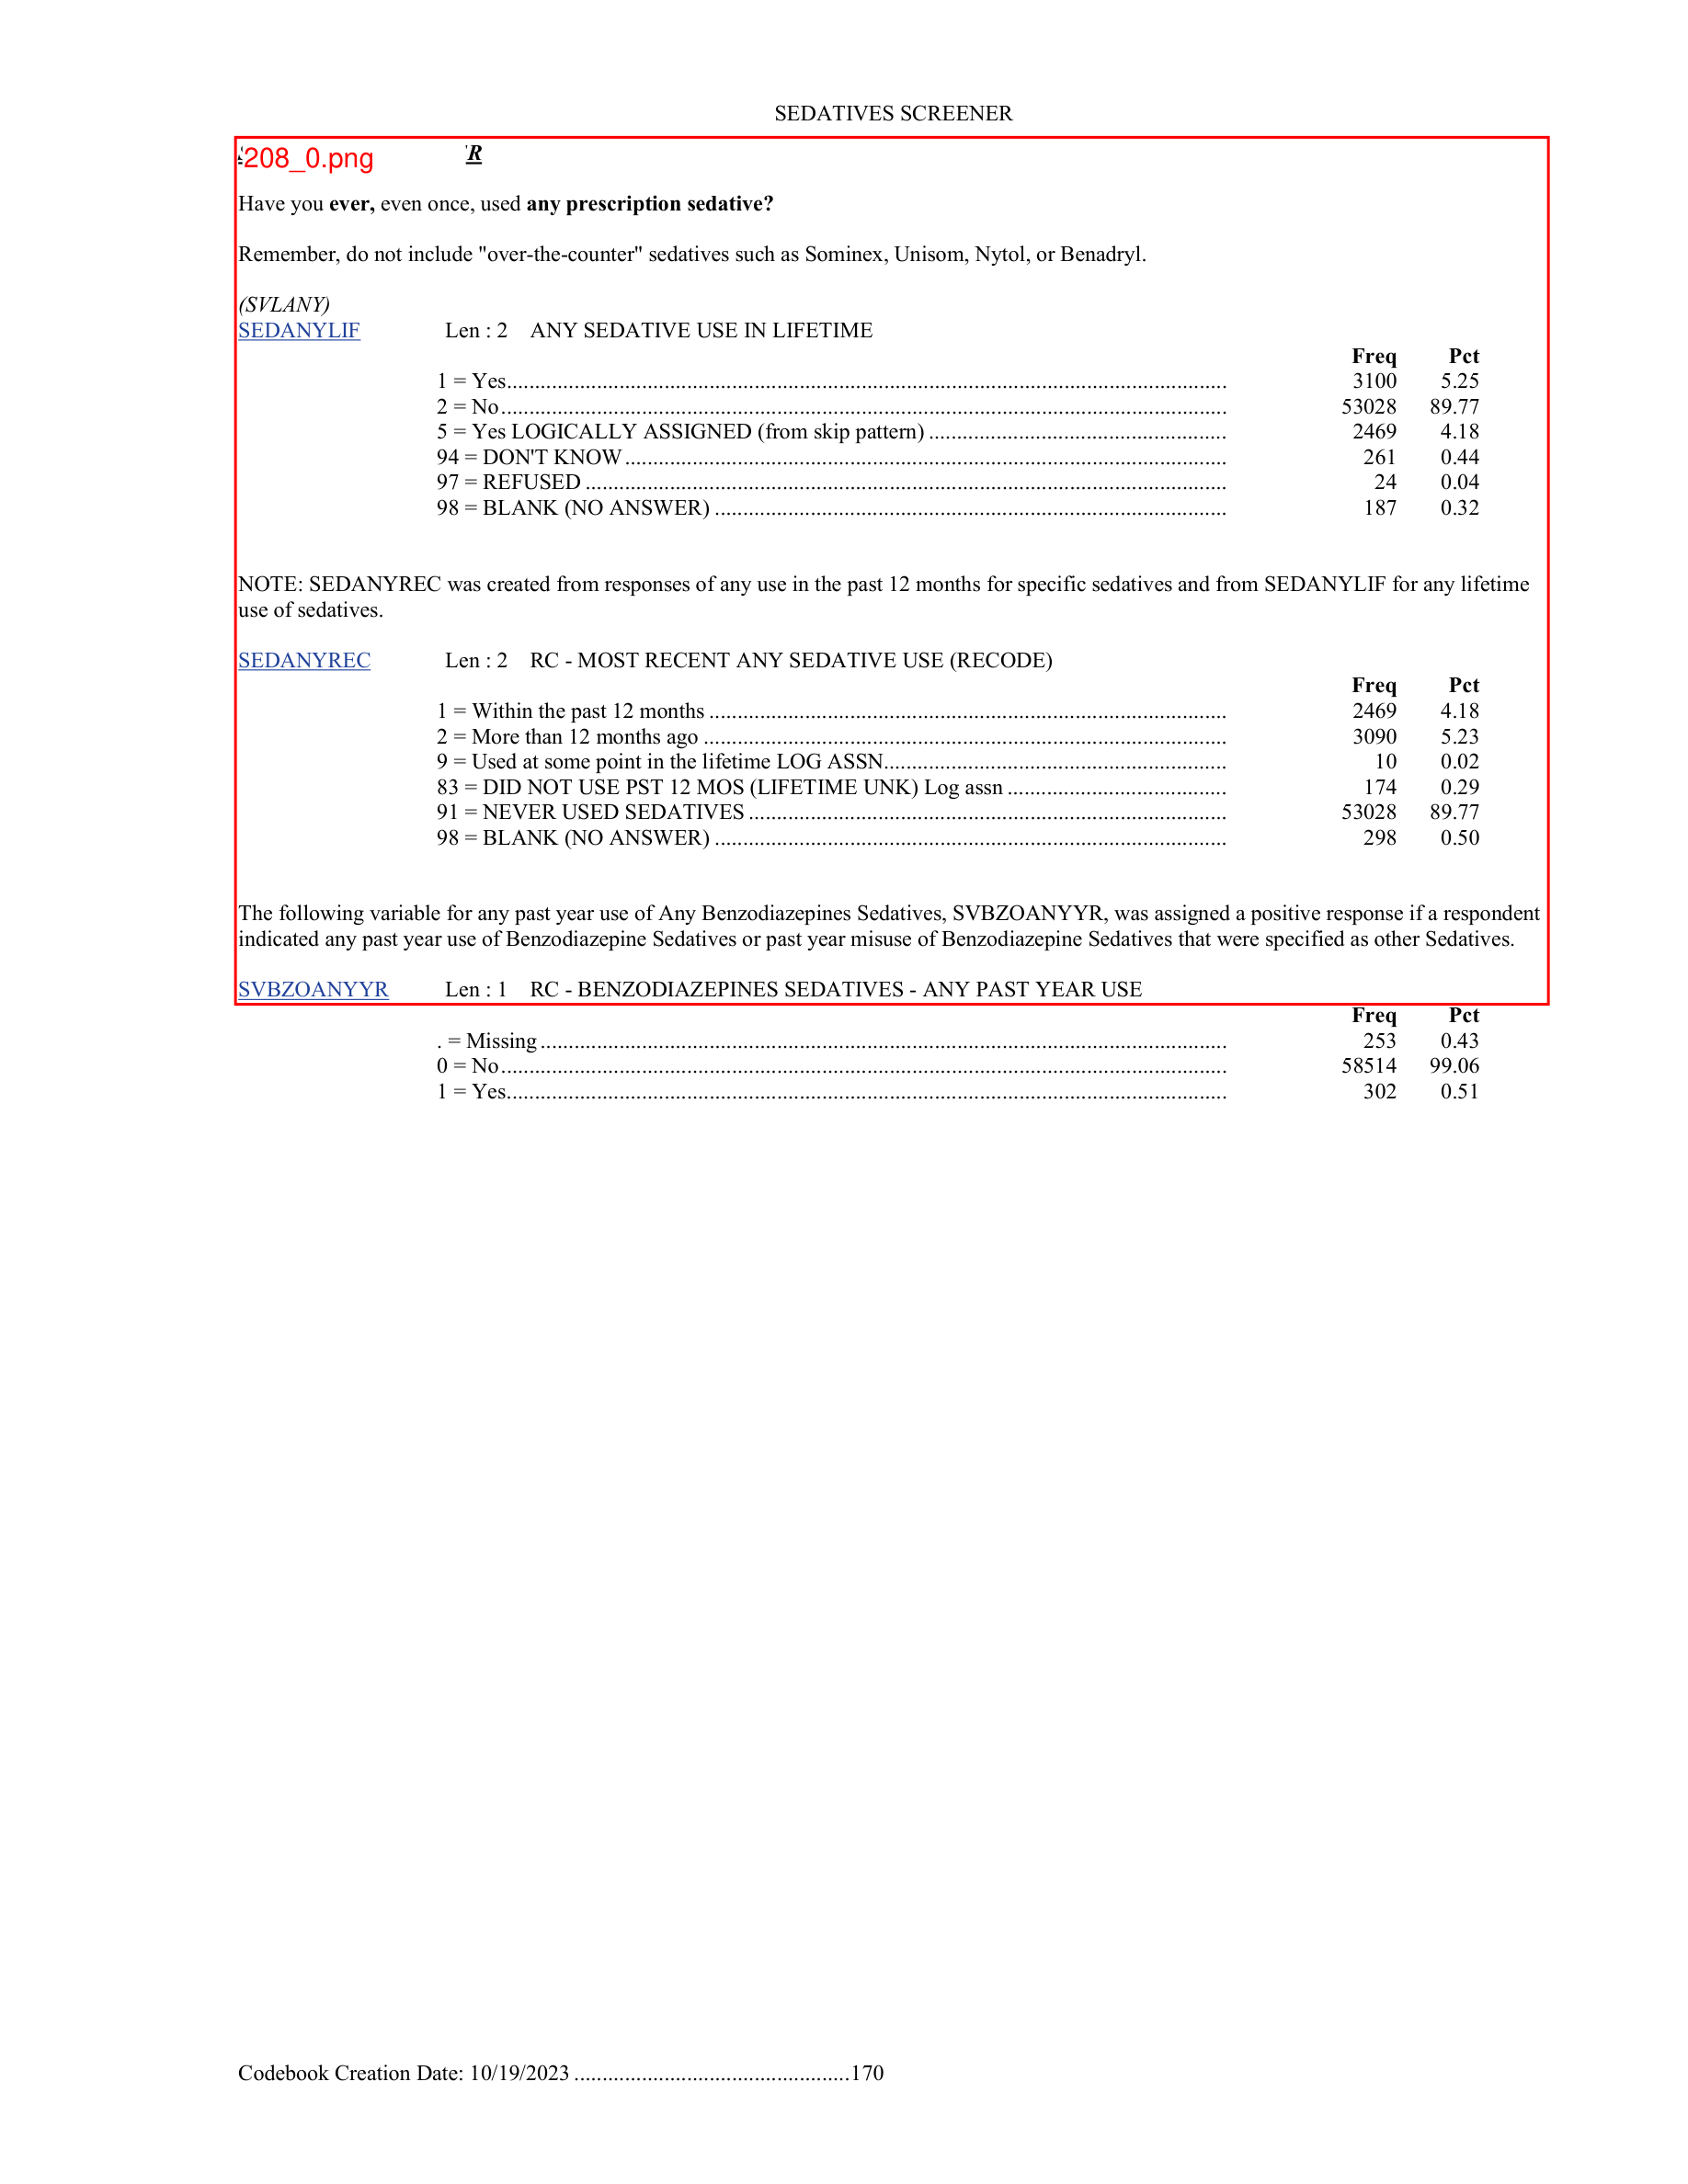 SEDATIVES SCREENER
208_0.png R
Have you ever, even once, used any prescription sedative?
Remember, do not include "over-the-counter" sedatives such as Sominex, Unisom, Nytol, or Benadryl.
(SVLANY)
SEDANYLIF Len : 2 ANY SEDATIVE USE IN LIFETIME
Freq Pct
1 = Yes 3100 5.25
2 = No 53028 89.77
5 = Yes LOGICALLY ASSIGNED (from skip pattern) 2469 4.18
94 = DON'T KNOW 261 0.44
97 = REFUSED 24 0.04
98 = BLANK (NO ANSWER) 187 0.32
NOTE: SEDANYREC was created from responses of any use in the past 12 months for specific sedatives and from SEDANYLIF for any lifetime
use of sedatives.
SEDANYREC Len : 2 RC - MOST RECENT ANY SEDATIVE USE (RECODE)
Freq Pct
1 = Within the past 12 months 2469 4.18
2 = More than 12 months ago 3090 5.23
9 = Used at some point in the lifetime LOG ASSN 10 0.02
83 = DID NOT USE PST 12 MOS (LIFETIME UNK) Log assn 174 0.29
91 = NEVER USED SEDATIVES 53028 89.77
98 = BLANK (NO ANSWER) 298 0.50
The following variable for any past year use of Any Benzodiazepines Sedatives, SVBZOANYYR, was assigned a positive response if a respondent
indicated any past year use of Benzodiazepine Sedatives or past year misuse of Benzodiazepine Sedatives that were specified as other Sedatives.
SVBZOANYYR Len : 1 RC - BENZODIAZEPINES SEDATIVES - ANY PAST YEAR USE
Freq Pct
. = Missing 253 0.43
0 = No 58514 99.06
1 = Yes 302 0.51
Codebook Creation Date: 10/19/2023 170